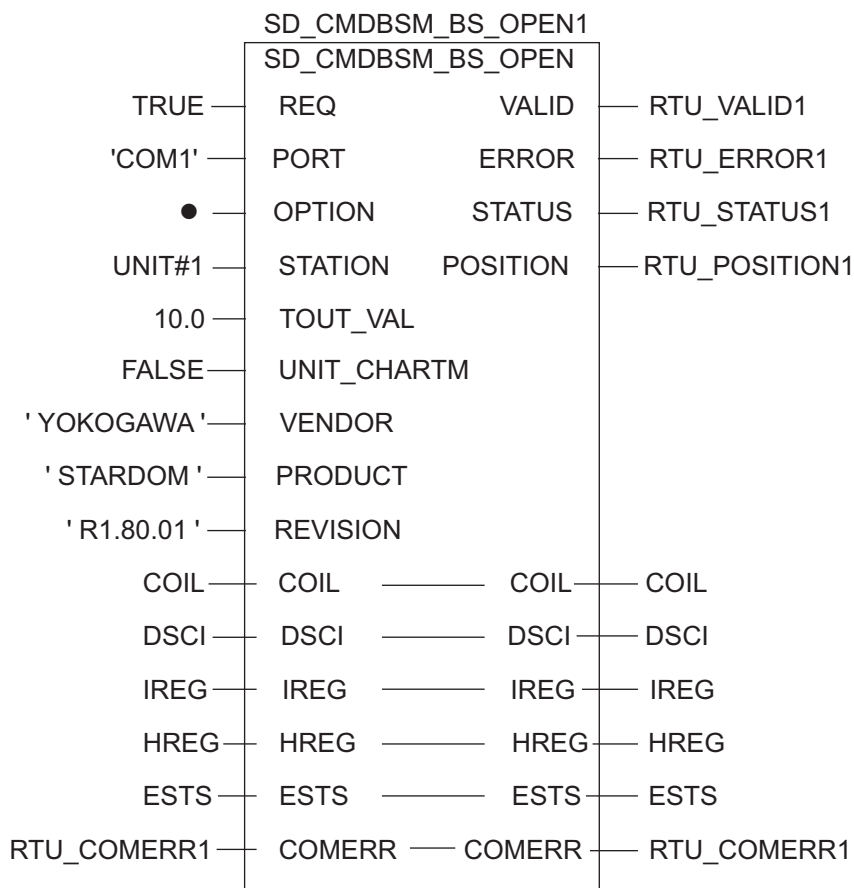 SD_CMDBSM_BS_OPEN1
SD_CMDBSM_BS_OPEN
TRUE REQ VALID RTU_VALID1
'COM1' PORT ERROR RTU_ERROR1
OPTION STATUS RTU_STATUS1
UNIT#1 STATION POSITION RTU_POSITION1
10.0 TOUT_VAL
FALSE UNIT_CHARTM
' YOKOGAWA ' VENDOR
' STARDOM ' PRODUCT
' R1.80.01 ' REVISION
COIL COIL COIL COIL
DSCI DSCI DSCI DSCI
IREG IREG IREG IREG
HREG HREG HREG HREG
ESTS ESTS ESTS ESTS
RTU_COMERR1 COMERR COMERR RTU_COMERR1